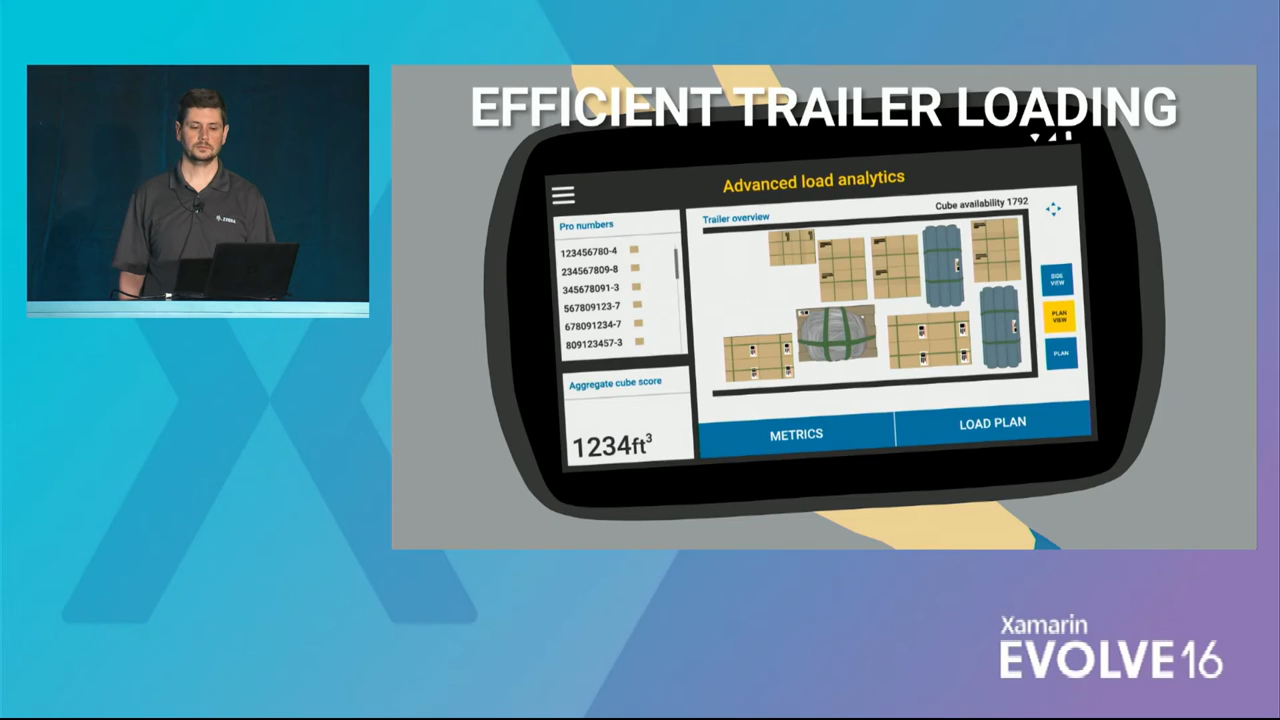 EFFICIENT TRAILER LOADING
Advanced load analytics
Pro numbers
123456780-4
234567809-8
345678091-3
567809123-7
678091234-7
809123457-3
Aggregate cube score
1234ft³
Trailer overview
Cube availability 1792
SIDE
VIEW
PLAN
VIEW
PLAN
METRICS
LOAD PLAN
ZEBRA
Xamarin
EVOLVE16